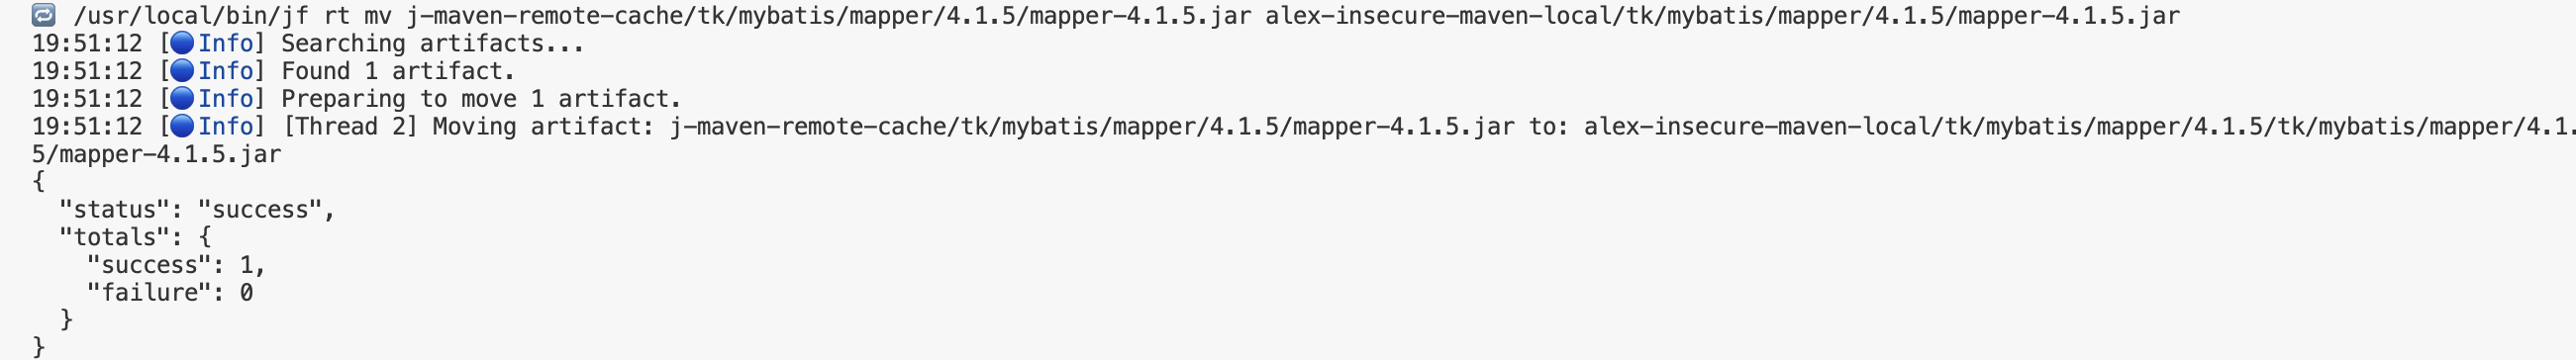 🔁 /usr/local/bin/jf rt mv j-maven-remote-cache/tk/mybatis/mapper/4.1.5/mapper-4.1.5.jar alex-insecure-maven-local/tk/mybatis/mapper/4.1.5/mapper-4.1.5.jar
19:51:12 [🔵Info] Searching artifacts...
19:51:12 [🔵Info] Found 1 artifact.
19:51:12 [🔵Info] Preparing to move 1 artifact.
19:51:12 [🔵Info] [Thread 2] Moving artifact: j-maven-remote-cache/tk/mybatis/mapper/4.1.5/mapper-4.1.5.jar to: alex-insecure-maven-local/tk/mybatis/mapper/4.1.5/tk/mybatis/mapper/4.1.
5/mapper-4.1.5.jar
{
  "status": "success",
  "totals": {
    "success": 1,
    "failure": 0
  }
}